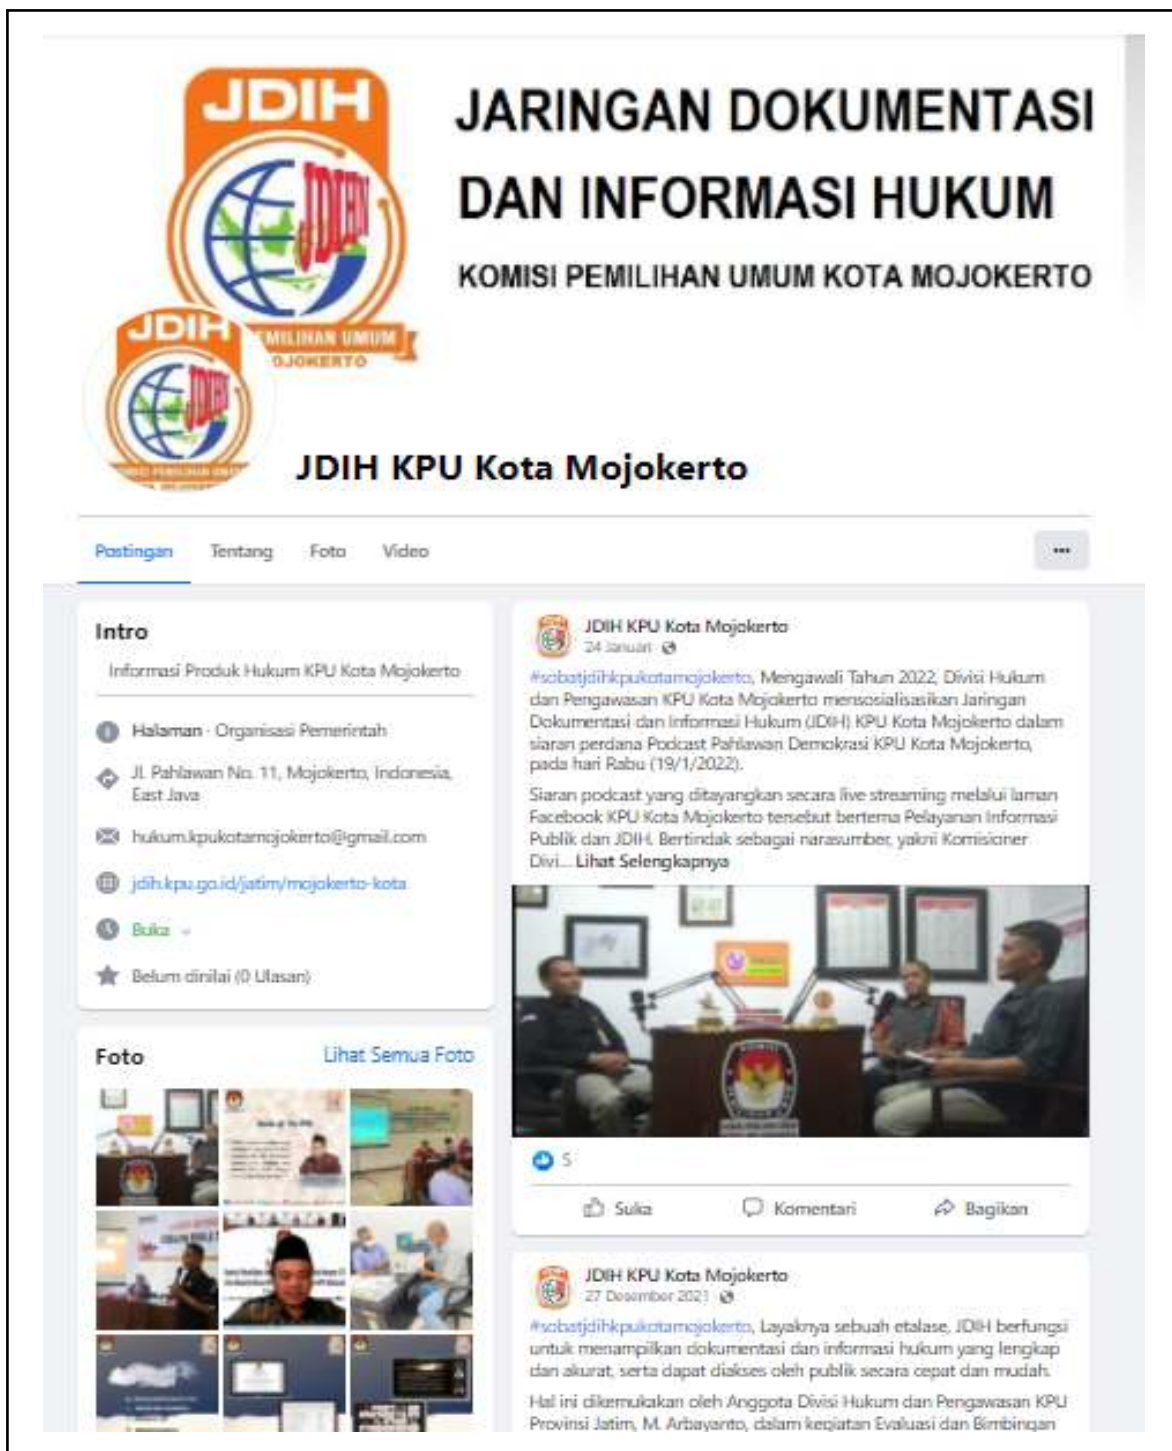 JDIH
JDIHN
JARINGAN DOKUMENTASI
DAN INFORMASI HUKUM
KOMISI PEMILIHAN UMUM KOTA MOJOKERTO
EMILIHAN UMUM
OJOKERTO
JDIH
JDIHN
JDIH KPU Kota Mojokerto
Postingan Tentang Foto Video
Intro
Informasi Produk Hukum KPU Kota Mojokerto
Halaman · Organisasi Pemerintah
Jl. Pahlawan No. 11, Mojokerto, Indonesia,
East Java
hukum.kpukotamojokerto@gmail.com
jdih.kpu.go.id/jatim/mojokerto-kota
Buka
Belum dinilai (0 Ulasan)
Foto Lihat Semua Foto
JDIH KPU Kota Mojokerto
24 Januari
#sobatjdihkpukotamojokerto, Mengawali Tahun 2022, Divisi Hukum
dan Pengawasan KPU Kota Mojokerto mensosialisasikan Jaringan
Dokumentasi dan Informasi Hukum (JDIH) KPU Kota Mojokerto dalam
siaran perdana Podcast Pahlawan Demokrasi KPU Kota Mojokerto,
pada hari Rabu (19/1/2022).
Siaran podcast yang ditayangkan secara live streaming melalui laman
Facebook KPU Kota Mojokerto tersebut bertema Pelayanan Informasi
Publik dan JDIH. Bertindak sebagai narasumber, yakni Komisioner
Divi... Lihat Selengkapnya
5
Suka Komentari Bagikan
JDIH KPU Kota Mojokerto
27 Desember 2021
#sobatjdihkpukotamojokerto, Layaknya sebuah etalase, JDIH berfungsi
untuk menampilkan dokumentasi dan informasi hukum yang lengkap
dan akurat, serta dapat diakses oleh publik secara cepat dan mudah.
Hal ini dikemukakan oleh Anggota Divisi Hukum dan Pengawasan KPU
Provinsi Jatim, M. Arbayanto, dalam kegiatan Evaluasi dan Bimbingan